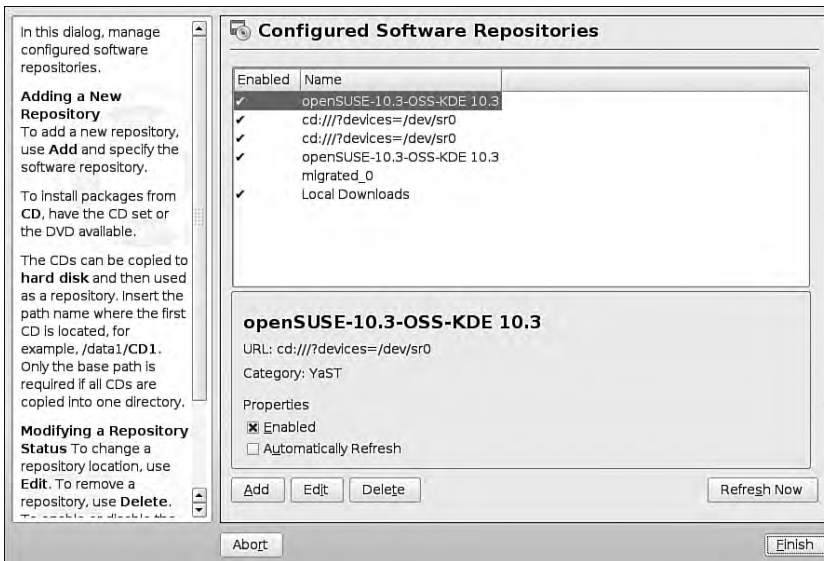 In this dialog, manage
configured software
repositories.
Adding a New
Repository
To add a new repository,
use Add and specify the
software repository.
To install packages from
CD, have the CD set or
the DVD available.
The CDs can be copied to
hard disk and then used
as a repository. Insert the
path name where the first
CD is located, for
example, /data1/CD1.
Only the base path is
required if all CDs are
copied into one directory.
Modifying a Repository
Status To change a
repository location, use
Edit. To remove a
repository, use Delete.
Configured Software Repositories
Enabled Name
✔ openSUSE-10.3-OSS-KDE 10.3
✔ cd:///?devices=/dev/sr0
✔ cd:///?devices=/dev/sr0
✔ openSUSE-10.3-OSS-KDE 10.3
migrated_0
✔ Local Downloads
openSUSE-10.3-OSS-KDE 10.3
URL: cd:///?devices=/dev/sr0
Category: YaST
Properties
Enabled
Automatically Refresh
Add Edit Delete Refresh Now
Abort Finish